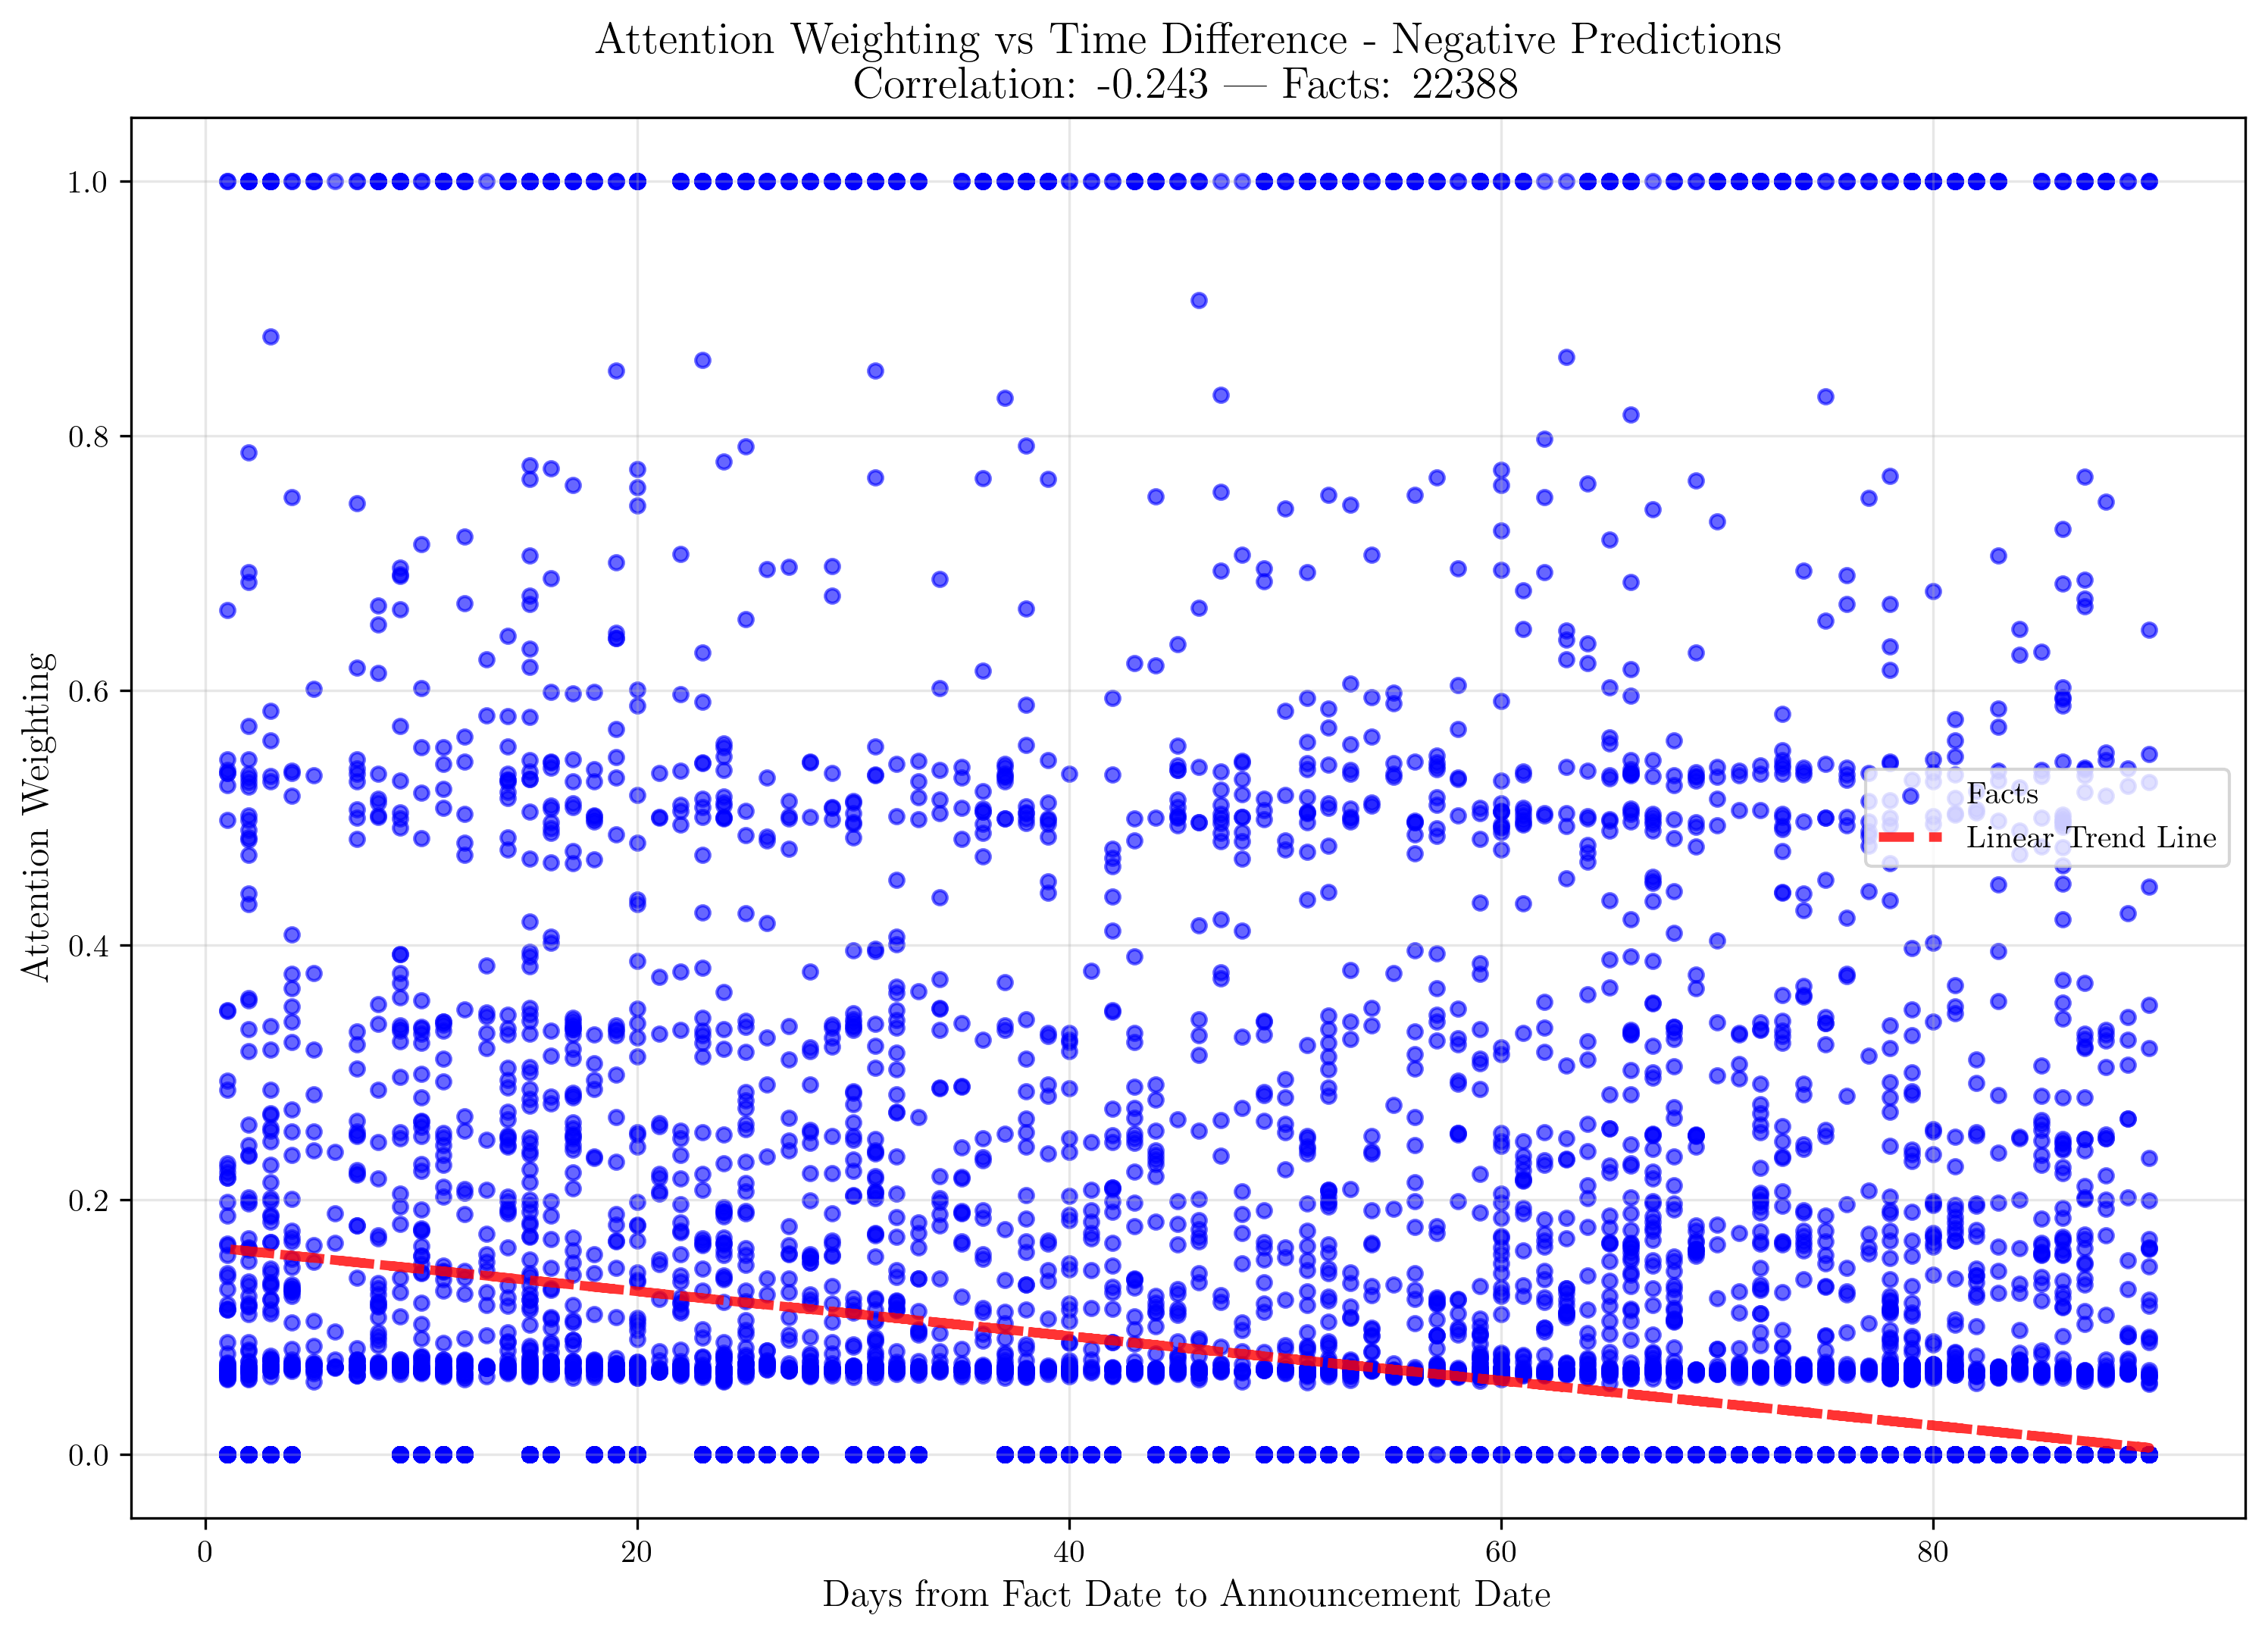 Attention Weighting vs Time Difference - Negative Predictions
Correlation: -0.243 — Facts: 22388
1.0
0.8
0.6
0.4
0.2
0.0
Attention Weighting
Facts
Linear Trend Line
0
20
40
60
80
Days from Fact Date to Announcement Date